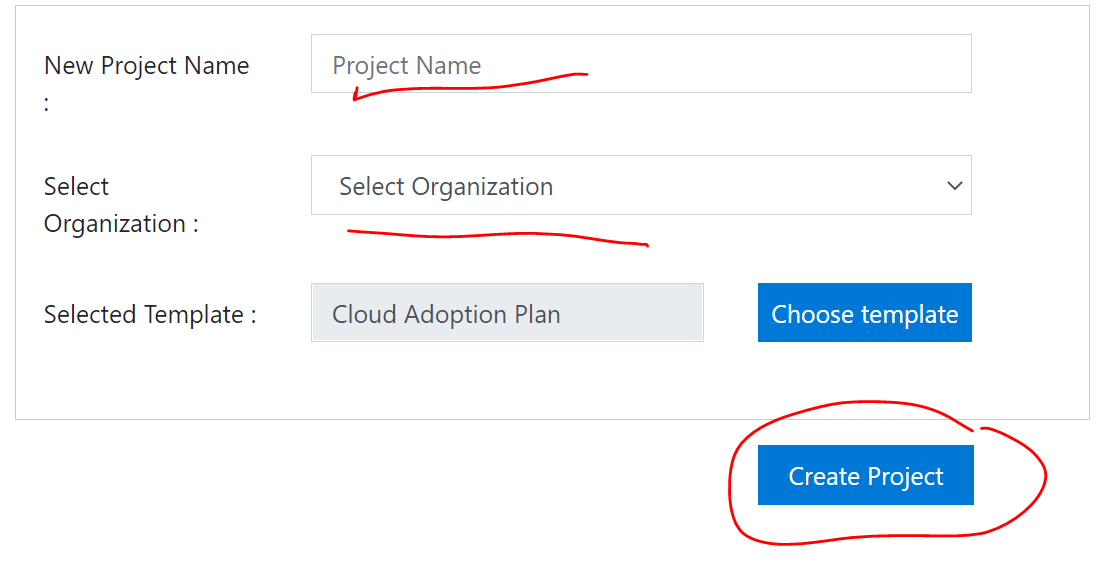 New Project Name
:
Project Name
Select
Organization :
Select Organization
Selected Template :
Cloud Adoption Plan
Choose template
Create Project